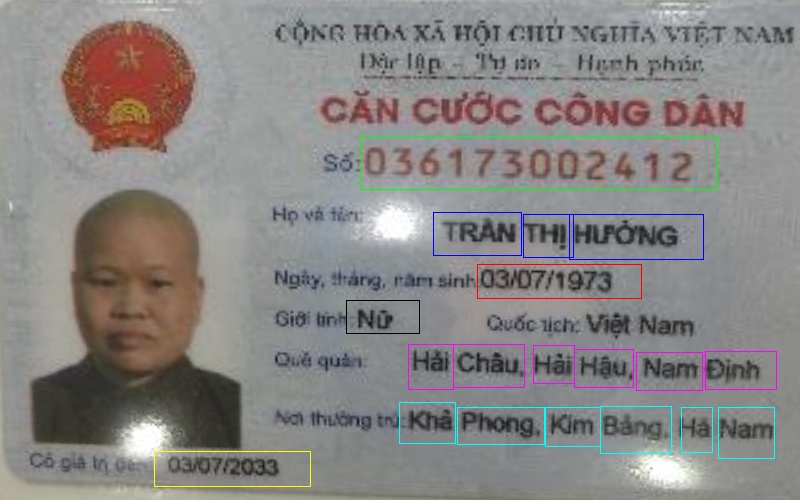 CỘNG HÒA XÃ HỘI CHỦ NGHĨA VIỆT NAM
Độc lập - Tự do - Hạnh phúc
CĂN CƯỚC CÔNG DÂN
Số: 036173002412
Họ và tên: TRẦN THỊ HƯỜNG
Ngày, tháng, năm sinh 03/07/1973
Giới tính: Nữ Quốc tịch: Việt Nam
Quê quán: Hải Châu, Hải Hậu, Nam Định
Nơi thường trú: Khả Phong, Kim Bảng, Hà Nam
Có giá trị đến 03/07/2033